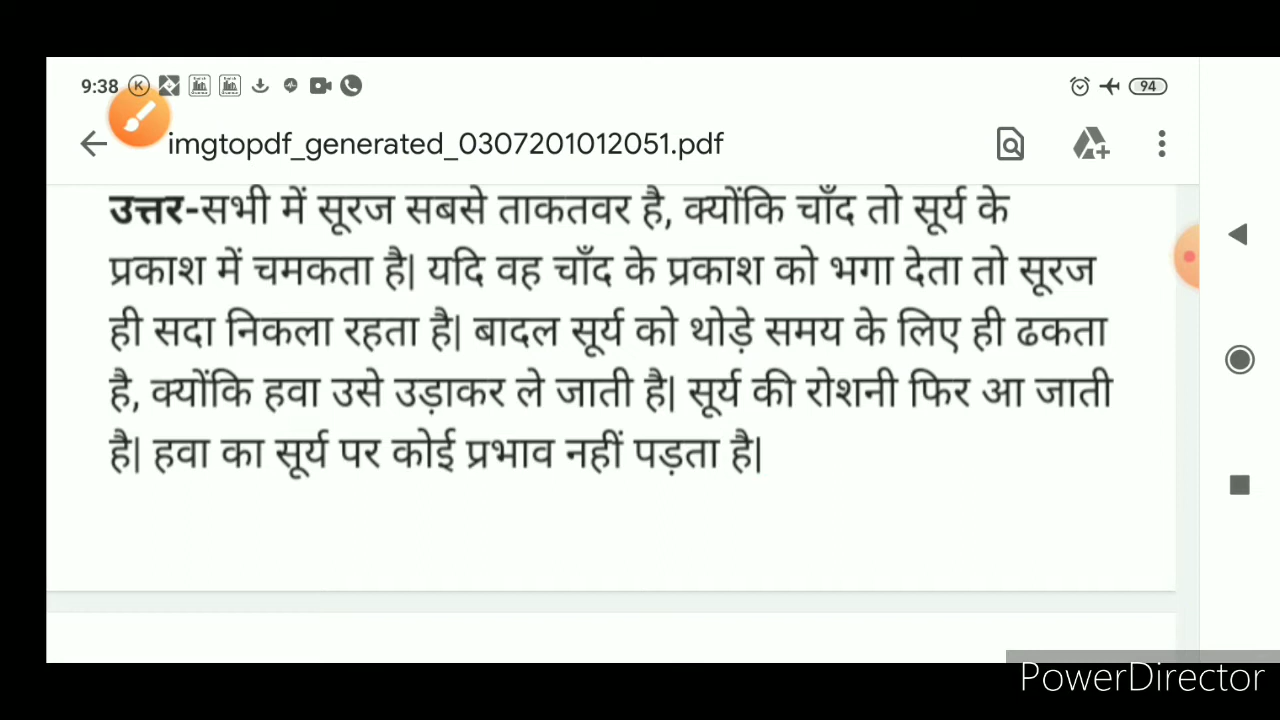 9:38
94
imgtopdf_generated_0307201012051.pdf
उत्तर-सभी में सूरज सबसे ताकतवर है, क्योंकि चाँद तो सूर्य के
प्रकाश में चमकता है| यदि वह चाँद के प्रकाश को भगा देता तो सूरज
ही सदा निकला रहता है| बादल सूर्य को थोड़े समय के लिए ही ढकता
है, क्योंकि हवा उसे उड़ाकर ले जाती है| सूर्य की रोशनी फिर आ जाती
है| हवा का सूर्य पर कोई प्रभाव नहीं पड़ता है|
PowerDirector